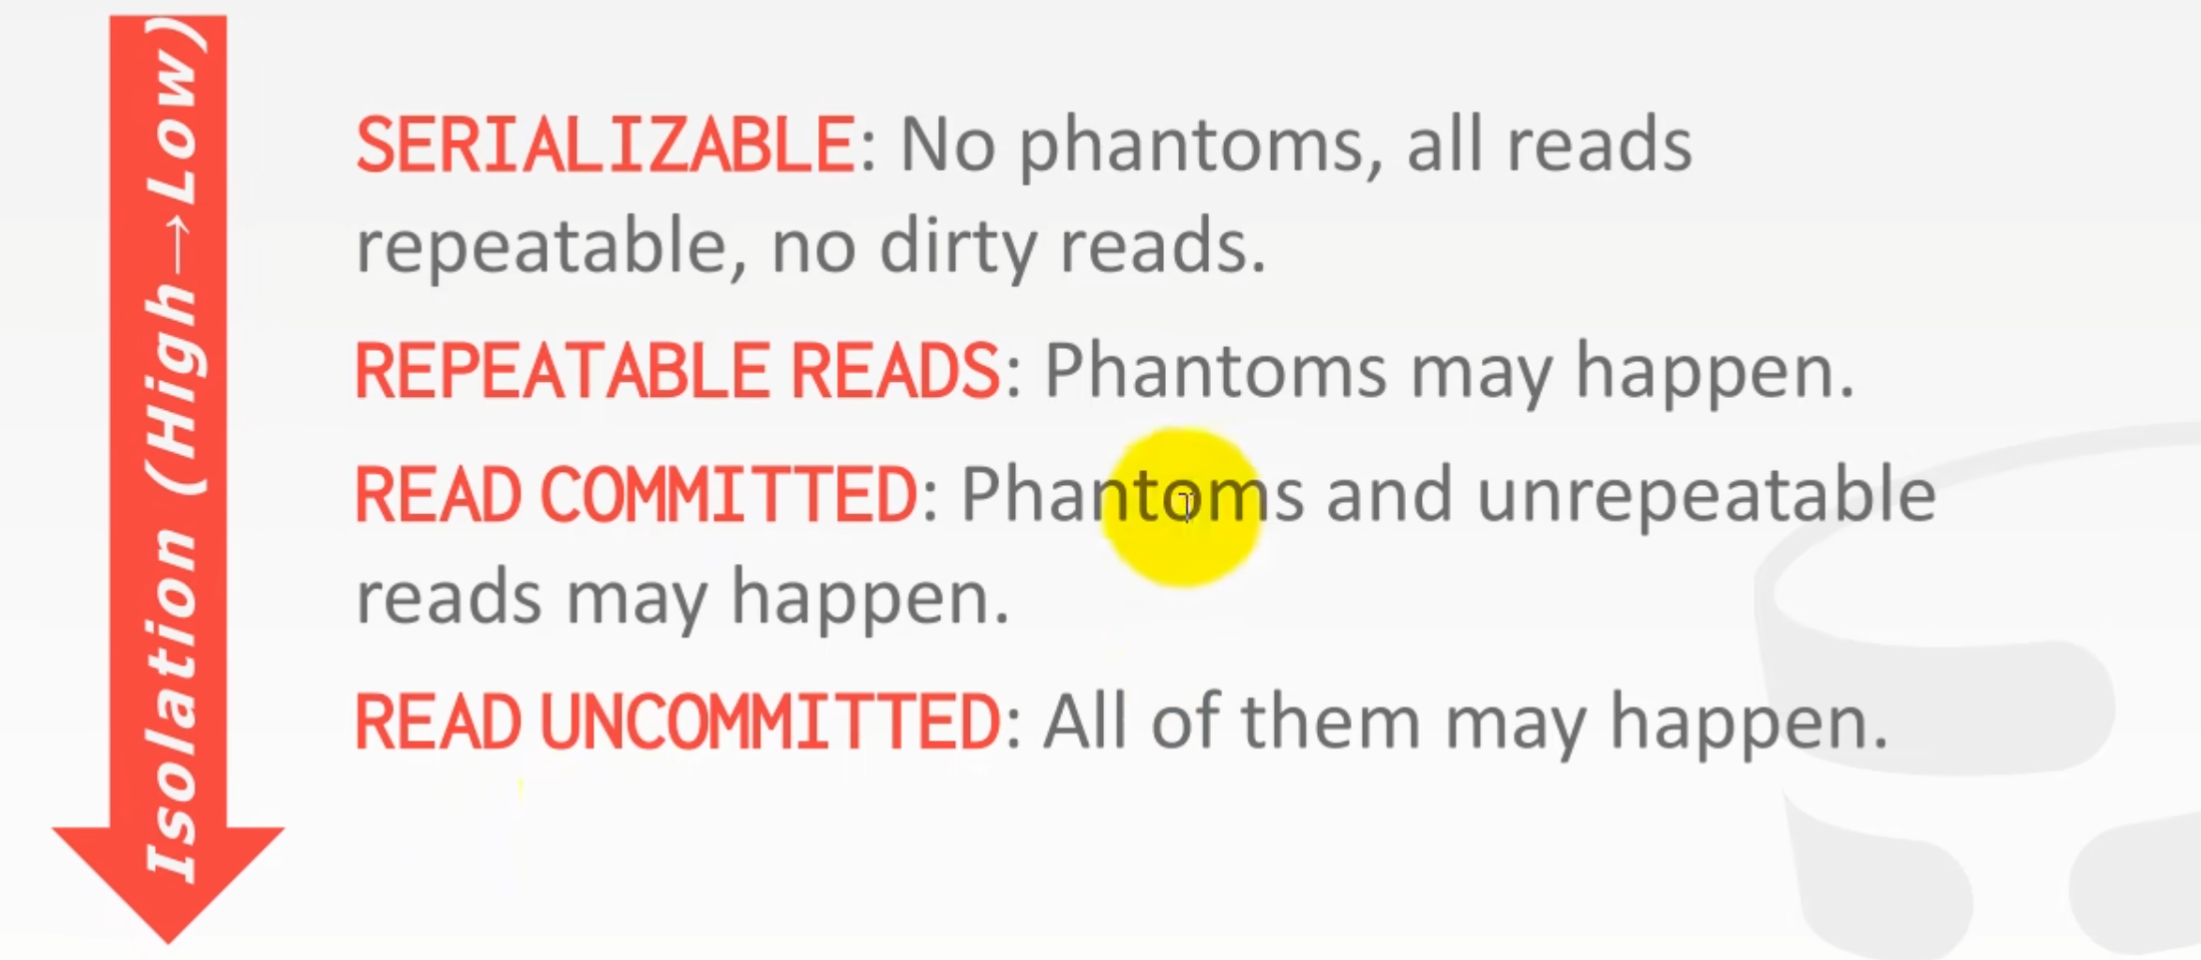 Isolation (High→Low)
SERIALIZABLE: No phantoms, all reads
repeatable, no dirty reads.
REPEATABLE READS: Phantoms may happen.
READ COMMITTED: Phantoms and unrepeatable
reads may happen.
READ UNCOMMITTED: All of them may happen.